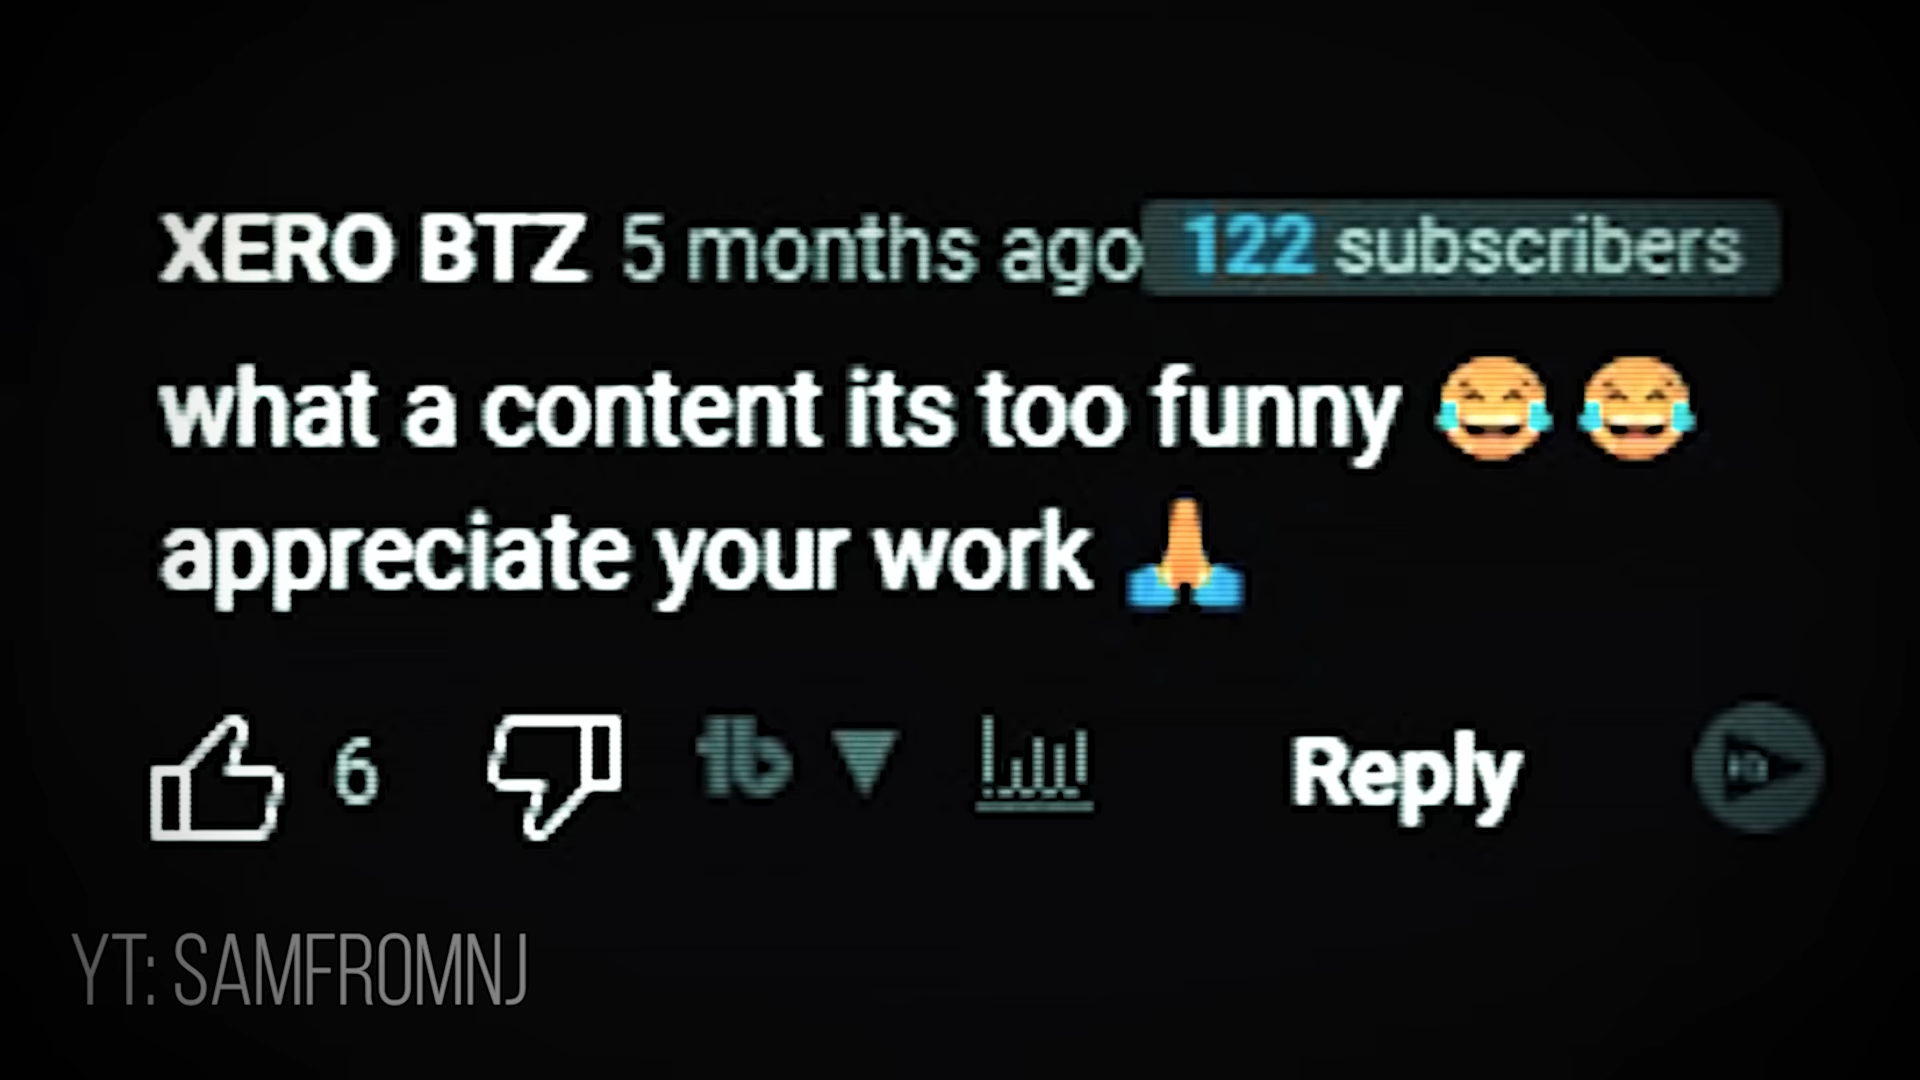 XERO BTZ 5 months ago 122 subscribers
what a content its too funny 😂 😂
appreciate your work 🙏
6 tb Reply
YT: SAMFROMNJ